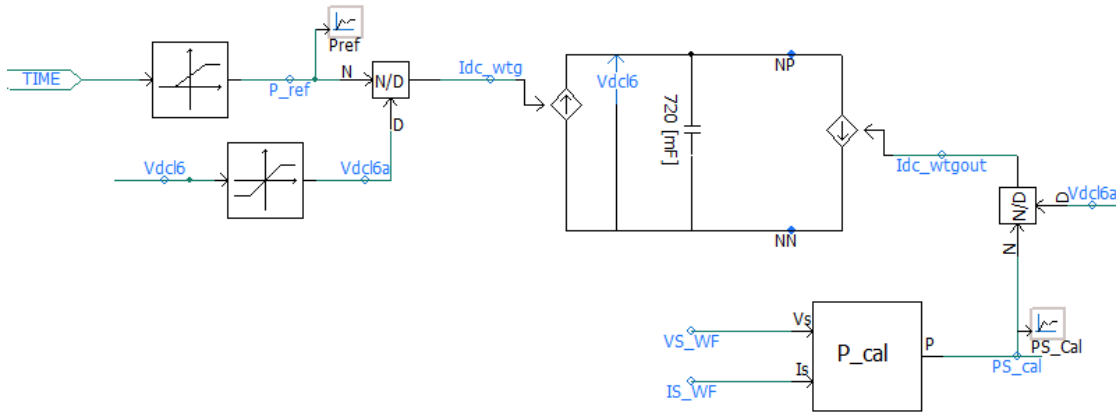 Pref
TIME
P_ref
N
N/D
D
Idc_wtg
Vdcl6
Vdcl6a
Vdcl6
720 [mF]
NP
NN
Idc_wtgout
N/D
D
Vdcl6a
N
VS_WF
Vs
IS_WF
Is
P_cal
P
PS_Cal
PS_cal